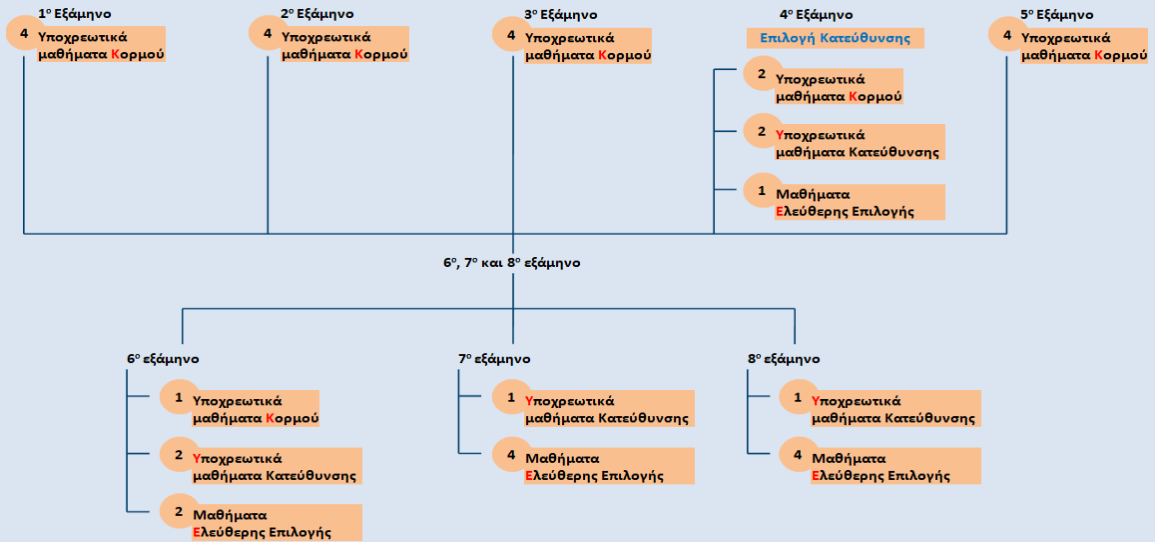 1ο Εξάμηνο
4 Υποχρεωτικά
μαθήματα Κορμού
2ο Εξάμηνο
4 Υποχρεωτικά
μαθήματα Κορμού
3ο Εξάμηνο
4 Υποχρεωτικά
μαθήματα Κορμού
4ο Εξάμηνο
Επιλογή Κατεύθυνσης
2 Υποχρεωτικά
μαθήματα Κορμού
2 Υποχρεωτικά
μαθήματα Κατεύθυνσης
1 Μαθήματα
Ελεύθερης Επιλογής
5ο Εξάμηνο
4 Υποχρεωτικά
μαθήματα Κορμού
6ο, 7ο και 8ο εξάμηνο
6ο εξάμηνο
1 Υποχρεωτικά
μαθήματα Κορμού
2 Υποχρεωτικά
μαθήματα Κατεύθυνσης
2 Μαθήματα
Ελεύθερης Επιλογής
7ο εξάμηνο
1 Υποχρεωτικά
μαθήματα Κατεύθυνσης
4 Μαθήματα
Ελεύθερης Επιλογής
8ο εξάμηνο
1 Υποχρεωτικά
μαθήματα Κατεύθυνσης
4 Μαθήματα
Ελεύθερης Επιλογής